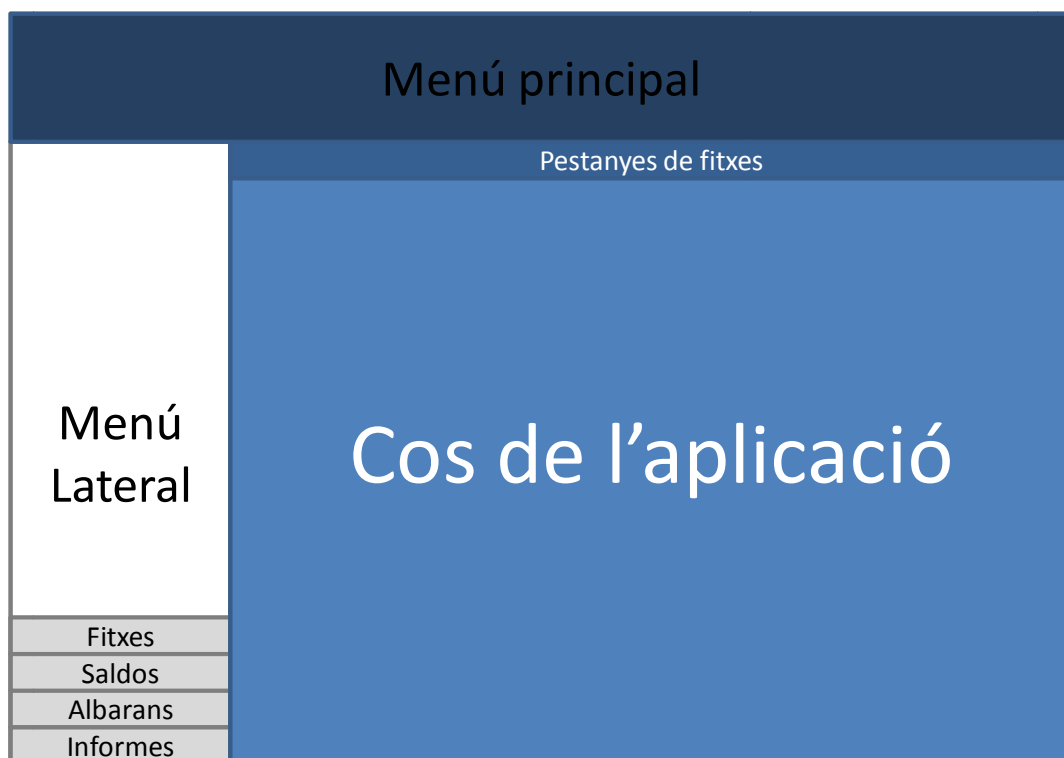 Menú principal
Pestanyes de fitxes
Menú
Lateral
Cos de l’aplicació
Fitxes
Saldos
Albarans
Informes